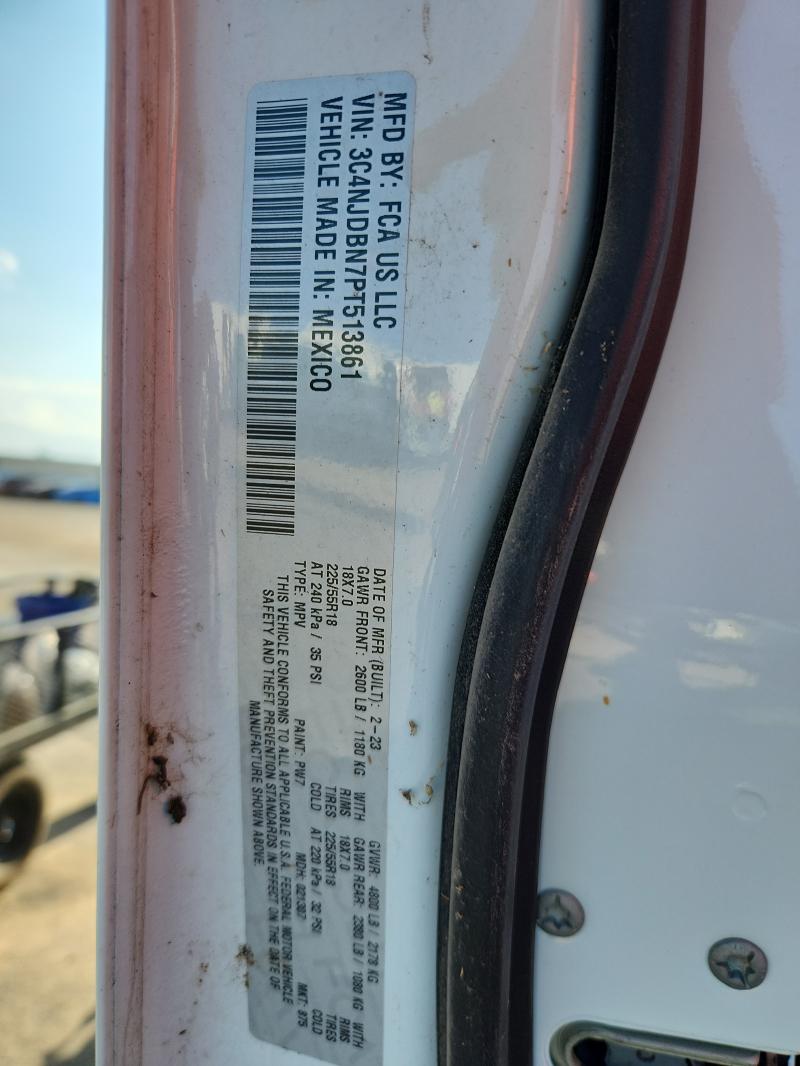 MFD BY: FCA US LLC
VIN: 3C4NJDBN7PT513861
VEHICLE MADE IN: MEXICO
DATE OF MFR (BUILT): 2-23 GVWR: 4800 LB / 2178 KG
GAWR FRONT: 2600 LB / 1180 KG WITH GAWR REAR: 2380 LB / 1080 KG WITH
18X7.0 RIMS 18X7.0 RIMS
225/55R18 TIRES 225/55R18 TIRES
AT 240 kPa / 35 PSI COLD AT 220 kPa / 32 PSI COLD
TYPE: MPV PAINT: PW7 MDH: 021307 MKT: 875
THIS VEHICLE CONFORMS TO ALL APPLICABLE U.S.A. FEDERAL MOTOR VEHICLE
SAFETY AND THEFT PREVENTION STANDARDS IN EFFECT ON THE DATE OF
MANUFACTURE SHOWN ABOVE.